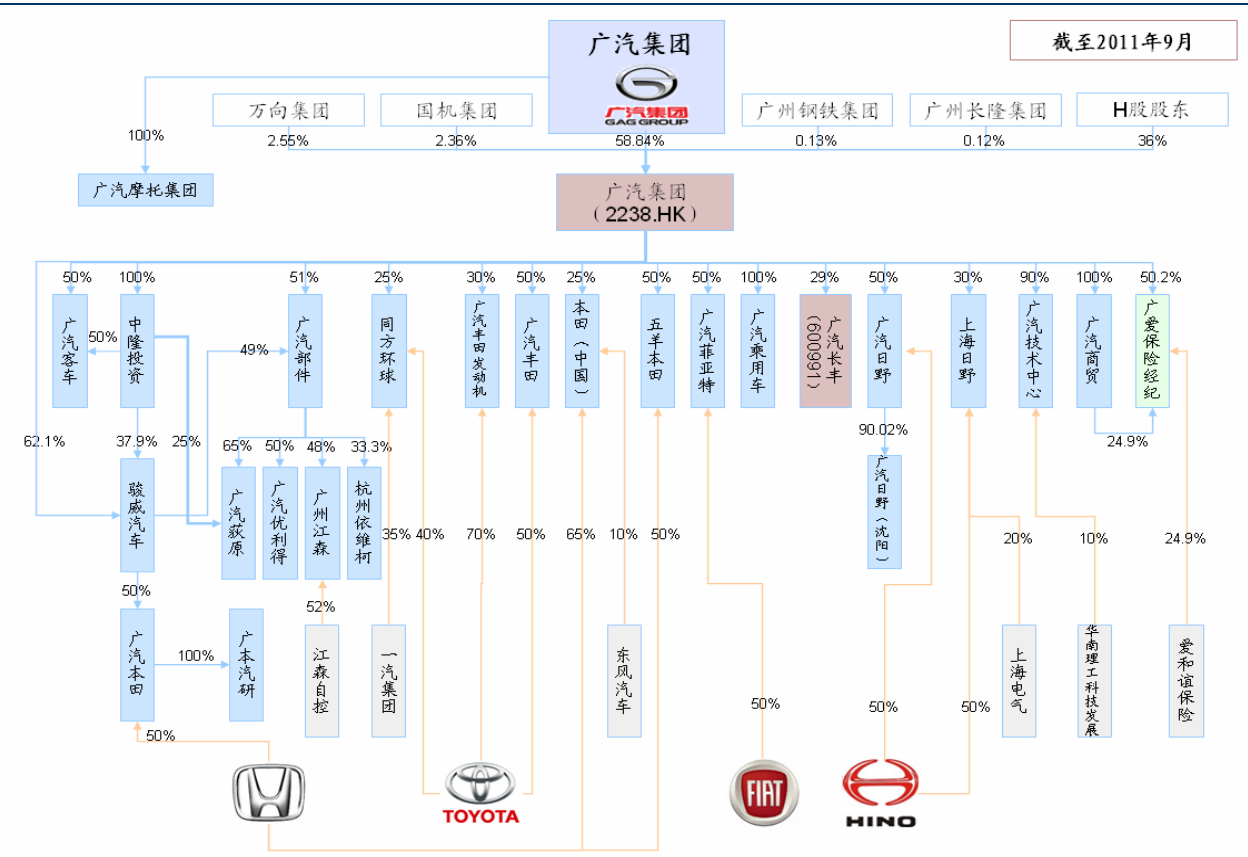 广汽集团
截至2011年9月
广汽集团
GAG GROUP
万向集团
国机集团
广州钢铁集团
广州长隆集团
H股股东
100%
2.55%
2.36%
58.84%
0.13%
0.12%
36%
广汽摩托集团
广汽集团
(2238.HK)
50%
100%
51%
25%
30%
50%
25%
50%
50%
100%
29%
50%
30%
90%
100%
50.2%
广汽客车
中隆投资
广汽部件
同方环球
广汽丰田发动机
广汽丰田
本田(中国)
五羊本田
广汽菲亚特
广汽乘用车
广汽长丰(600991)
广汽日野
上海日野
广汽技术中心
广汽商贸
广爱保险经纪
50%
49%
62.1%
37.9%
25%
65%
50%
48%
33.3%
90.02%
24.9%
骏威汽车
广汽荻原
广汽优利得
广州江森
杭州依维柯
广汽日野(沈阳)
35%
40%
70%
50%
65%
10%
50%
20%
10%
24.9%
50%
52%
广汽本田
100%
广本汽研
江森自控
一汽集团
东风汽车
上海电气
华南理工科技发展
爱和谊保险
50%
50%
50%
50%
TOYOTA
FIAT
HINO